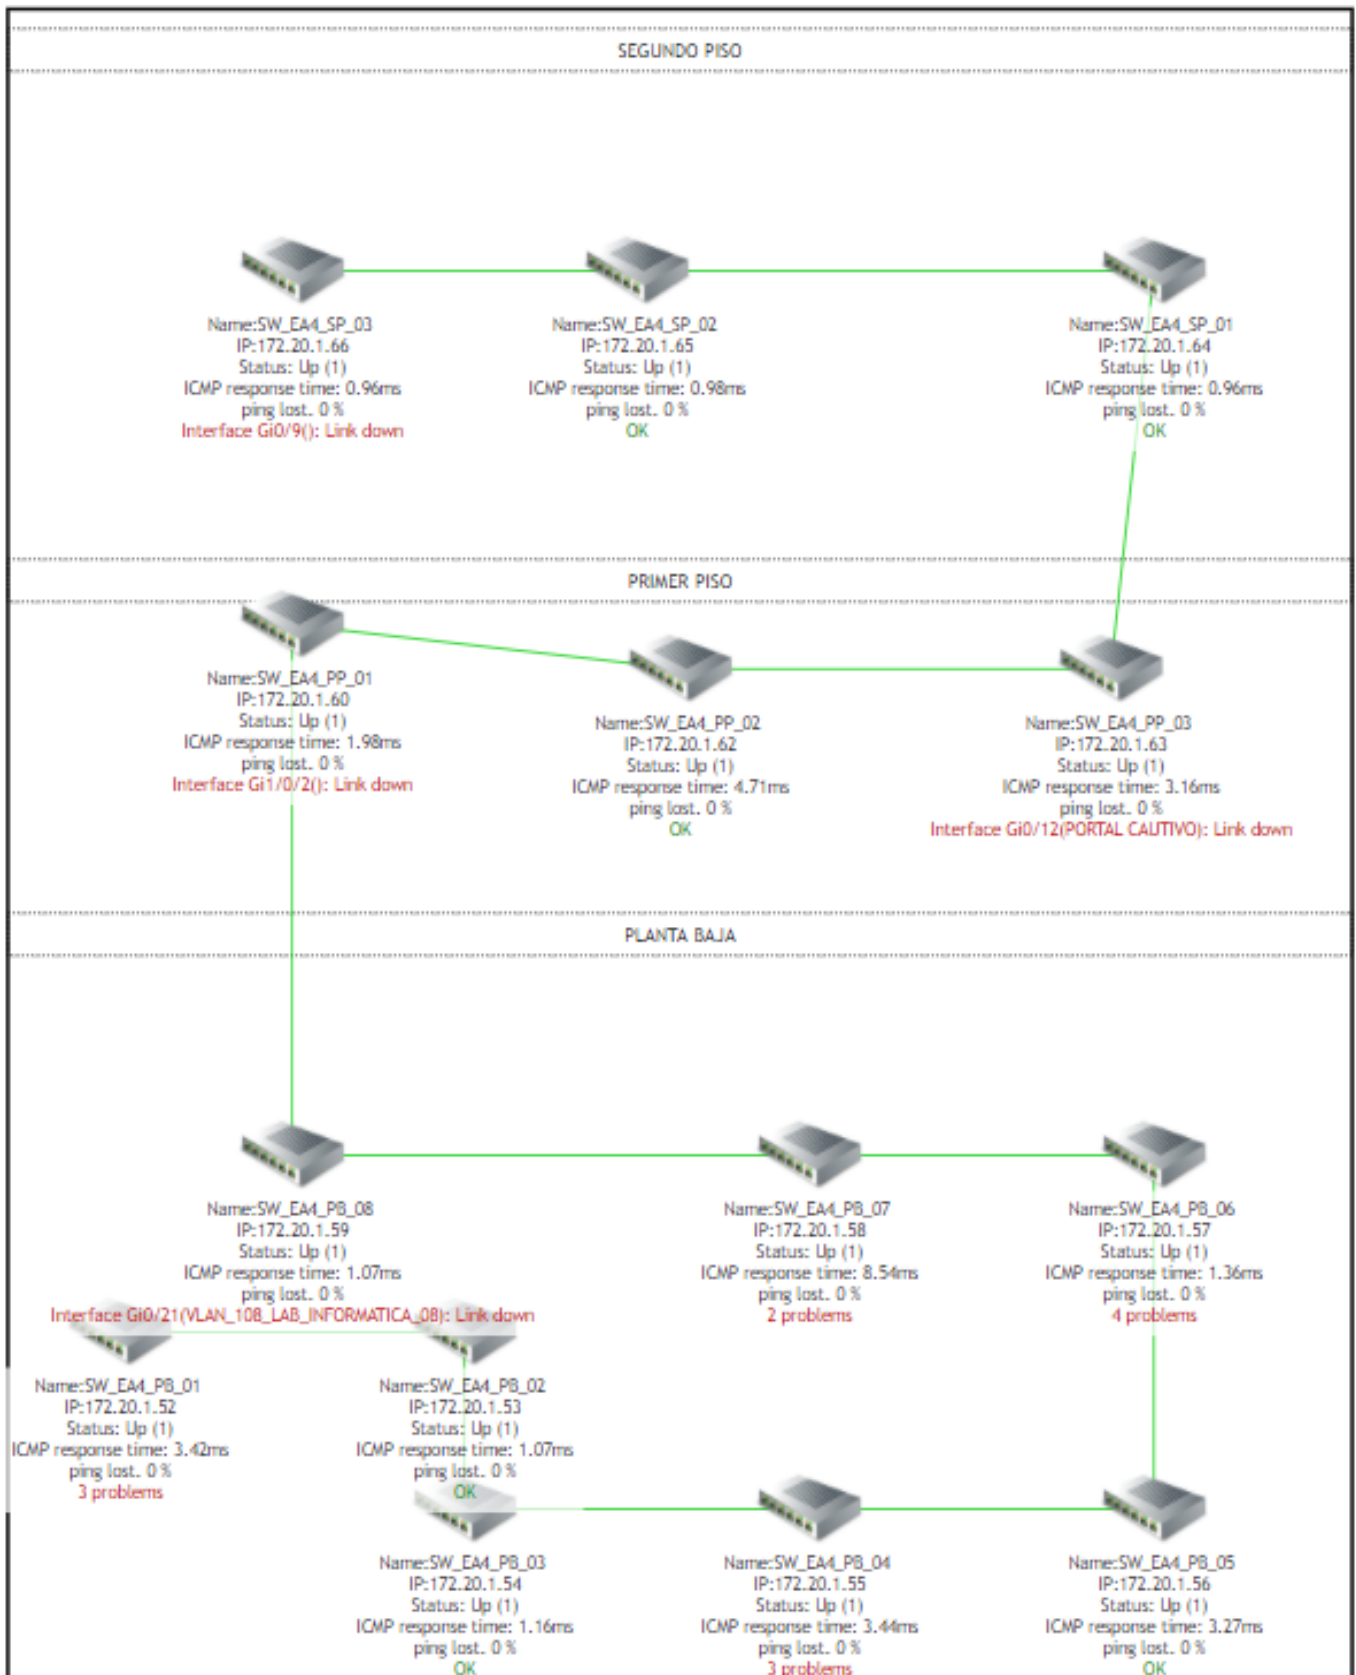 SEGUNDO PISO
Name:SW_EA4_SP_03
IP:172.20.1.66
Status: Up (1)
ICMP response time: 0.96ms
ping lost. 0 %
Interface Gi0/9(): Link down
Name:SW_EA4_SP_02
IP:172.20.1.65
Status: Up (1)
ICMP response time: 0.98ms
ping lost. 0 %
OK
Name:SW_EA4_SP_01
IP:172.20.1.64
Status: Up (1)
ICMP response time: 0.96ms
ping lost. 0 %
OK
PRIMER PISO
Name:SW_EA4_PP_01
IP:172.20.1.60
Status: Up (1)
ICMP response time: 1.98ms
ping lost. 0 %
Interface Gi1/0/2(): Link down
Name:SW_EA4_PP_02
IP:172.20.1.62
Status: Up (1)
ICMP response time: 4.71ms
ping lost. 0 %
OK
Name:SW_EA4_PP_03
IP:172.20.1.63
Status: Up (1)
ICMP response time: 3.16ms
ping lost. 0 %
Interface Gi0/12(PORTAL CAUTIVO): Link down
PLANTA BAJA
Name:SW_EA4_PB_08
IP:172.20.1.59
Status: Up (1)
ICMP response time: 1.07ms
ping lost. 0 %
Interface Gi0/21(VLAN_108_LAB_INFORMATICA_08): Link down
Name:SW_EA4_PB_07
IP:172.20.1.58
Status: Up (1)
ICMP response time: 8.54ms
ping lost. 0 %
2 problems
Name:SW_EA4_PB_06
IP:172.20.1.57
Status: Up (1)
ICMP response time: 1.36ms
ping lost. 0 %
4 problems
Name:SW_EA4_PB_01
IP:172.20.1.52
Status: Up (1)
ICMP response time: 3.42ms
ping lost. 0 %
3 problems
Name:SW_EA4_PB_02
IP:172.20.1.53
Status: Up (1)
ICMP response time: 1.07ms
ping lost. 0 %
OK
Name:SW_EA4_PB_03
IP:172.20.1.54
Status: Up (1)
ICMP response time: 1.16ms
ping lost. 0 %
OK
Name:SW_EA4_PB_04
IP:172.20.1.55
Status: Up (1)
ICMP response time: 3.44ms
ping lost. 0 %
3 problems
Name:SW_EA4_PB_05
IP:172.20.1.56
Status: Up (1)
ICMP response time: 3.27ms
ping lost. 0 %
OK